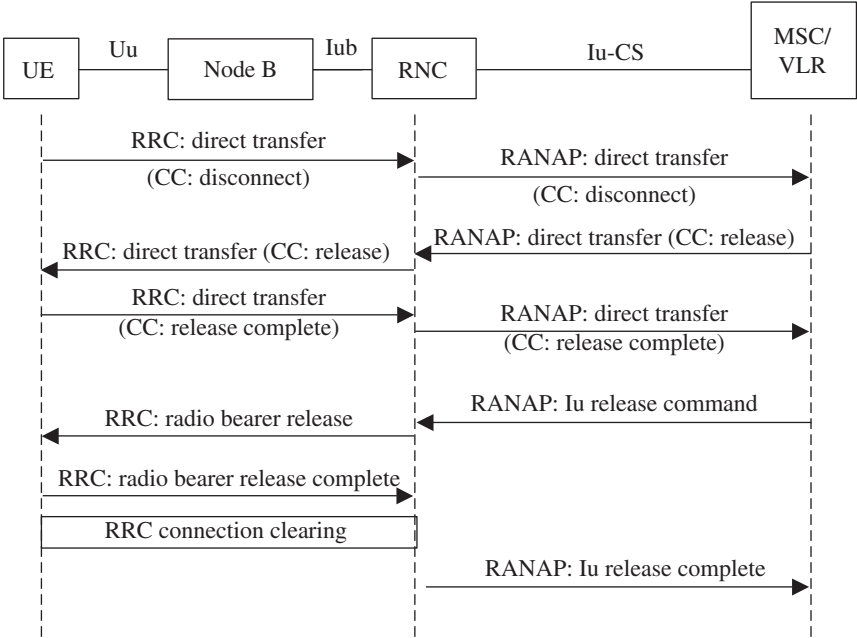 UE
Uu
Node B
Iub
RNC
Iu-CS
MSC/
VLR
RRC: direct transfer
(CC: disconnect)
RANAP: direct transfer
(CC: disconnect)
RANAP: direct transfer (CC: release)
RRC: direct transfer (CC: release)
RRC: direct transfer
(CC: release complete)
RANAP: direct transfer
(CC: release complete)
RANAP: Iu release command
RRC: radio bearer release
RRC: radio bearer release complete
RRC connection clearing
RANAP: Iu release complete